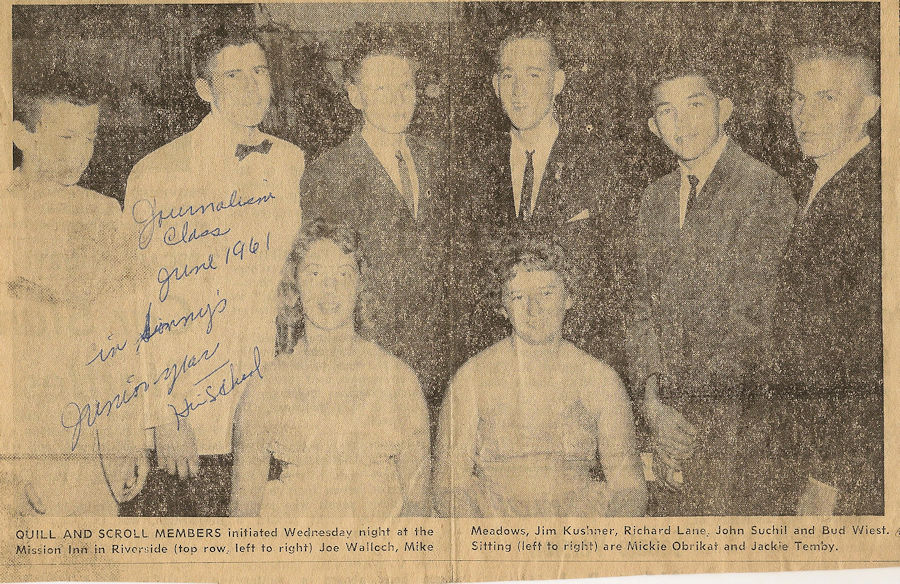 Journalism
Class
June 1961
in Sonny's
Junior year
Hi School
QUILL AND SCROLL MEMBERS initiated Wednesday night at the
Mission Inn in Riverside (top row, left to right) Joe Walloch, Mike
Meadows, Jim Kushner, Richard Lane, John Suchil and Bud Wiest.
Sitting (left to right) are Mickie Obrikat and Jackie Temby.